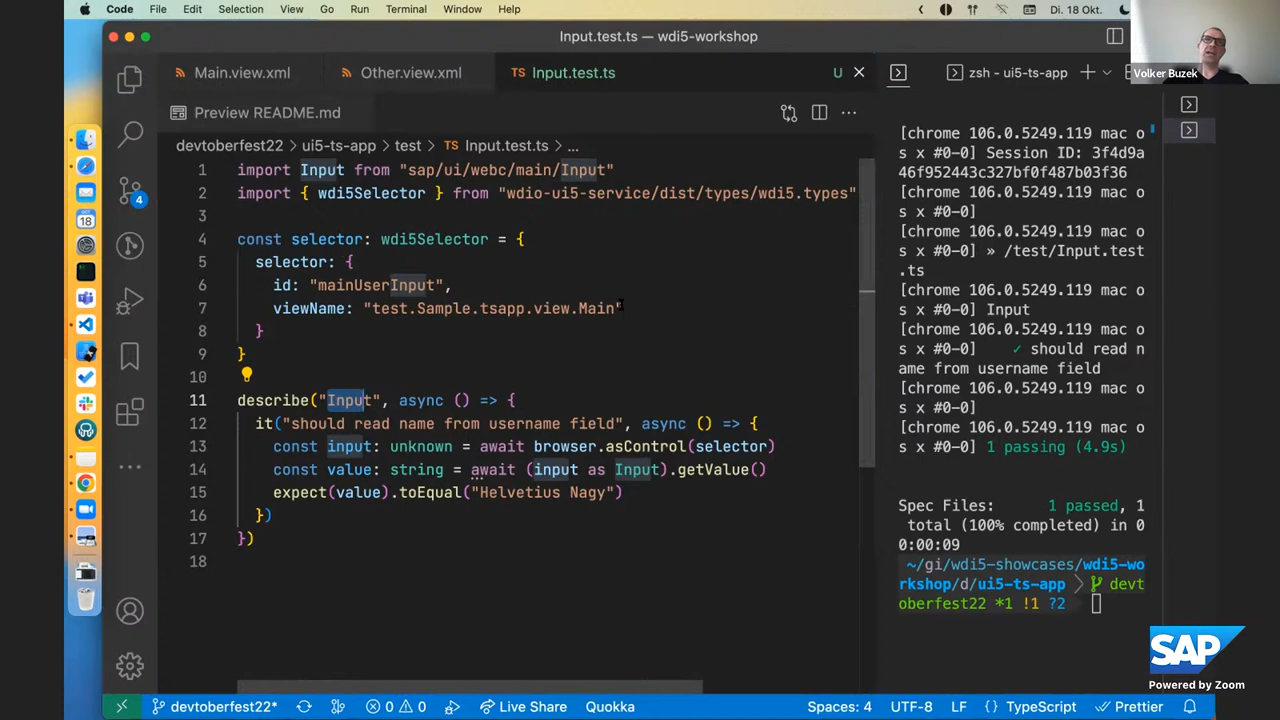 Code File Edit Selection View Go Run Terminal Window Help
Di. 18 Okt.
Input.test.ts — wdi5-workshop
Volker Buzek
Main.view.xml
Other.view.xml
TS Input.test.ts U
zsh - ui5-ts-app
Preview README.md
devtoberfest22 > ui5-ts-app > test > TS Input.test.ts > ...
1 import Input from "sap/ui/webc/main/Input"
2 import { wdi5Selector } from "wdio-ui5-service/dist/types/wdi5.types"
3
4 const selector: wdi5Selector = {
5 selector: {
6 id: "mainUserInput",
7 viewName: "test.Sample.tsapp.view.Main"
8 }
9 }
10
11 describe("Input", async () => {
12 it("should read name from username field", async () => {
13 const input: unknown = await browser.asControl(selector)
14 const value: string = await (input as Input).getValue()
15 expect(value).toEqual("Helvetius Nagy")
16 })
17 })
18
4
18
[chrome 106.0.5249.119 mac o
s x #0-0] Session ID: 3f4d9a
46f952443c327bf0f487b03f36
[chrome 106.0.5249.119 mac o
s x #0-0]
[chrome 106.0.5249.119 mac o
s x #0-0] » /test/Input.test
.ts
[chrome 106.0.5249.119 mac o
s x #0-0] Input
[chrome 106.0.5249.119 mac o
s x #0-0] ✓ should read n
ame from username field
[chrome 106.0.5249.119 mac o
s x #0-0]
[chrome 106.0.5249.119 mac o
s x #0-0] 1 passing (4.9s)
Spec Files: 1 passed, 1
total (100% completed) in 0
0:00:09
~/gi/wdi5-showcases/wdi5-wo
rkshop/d/ui5-ts-app devt
oberfest22 *1 !1 ?2
SAP
Powered by Zoom
devtoberfest22* 0 0 Live Share Quokka Spaces: 4 UTF-8 LF {} TypeScript Prettier